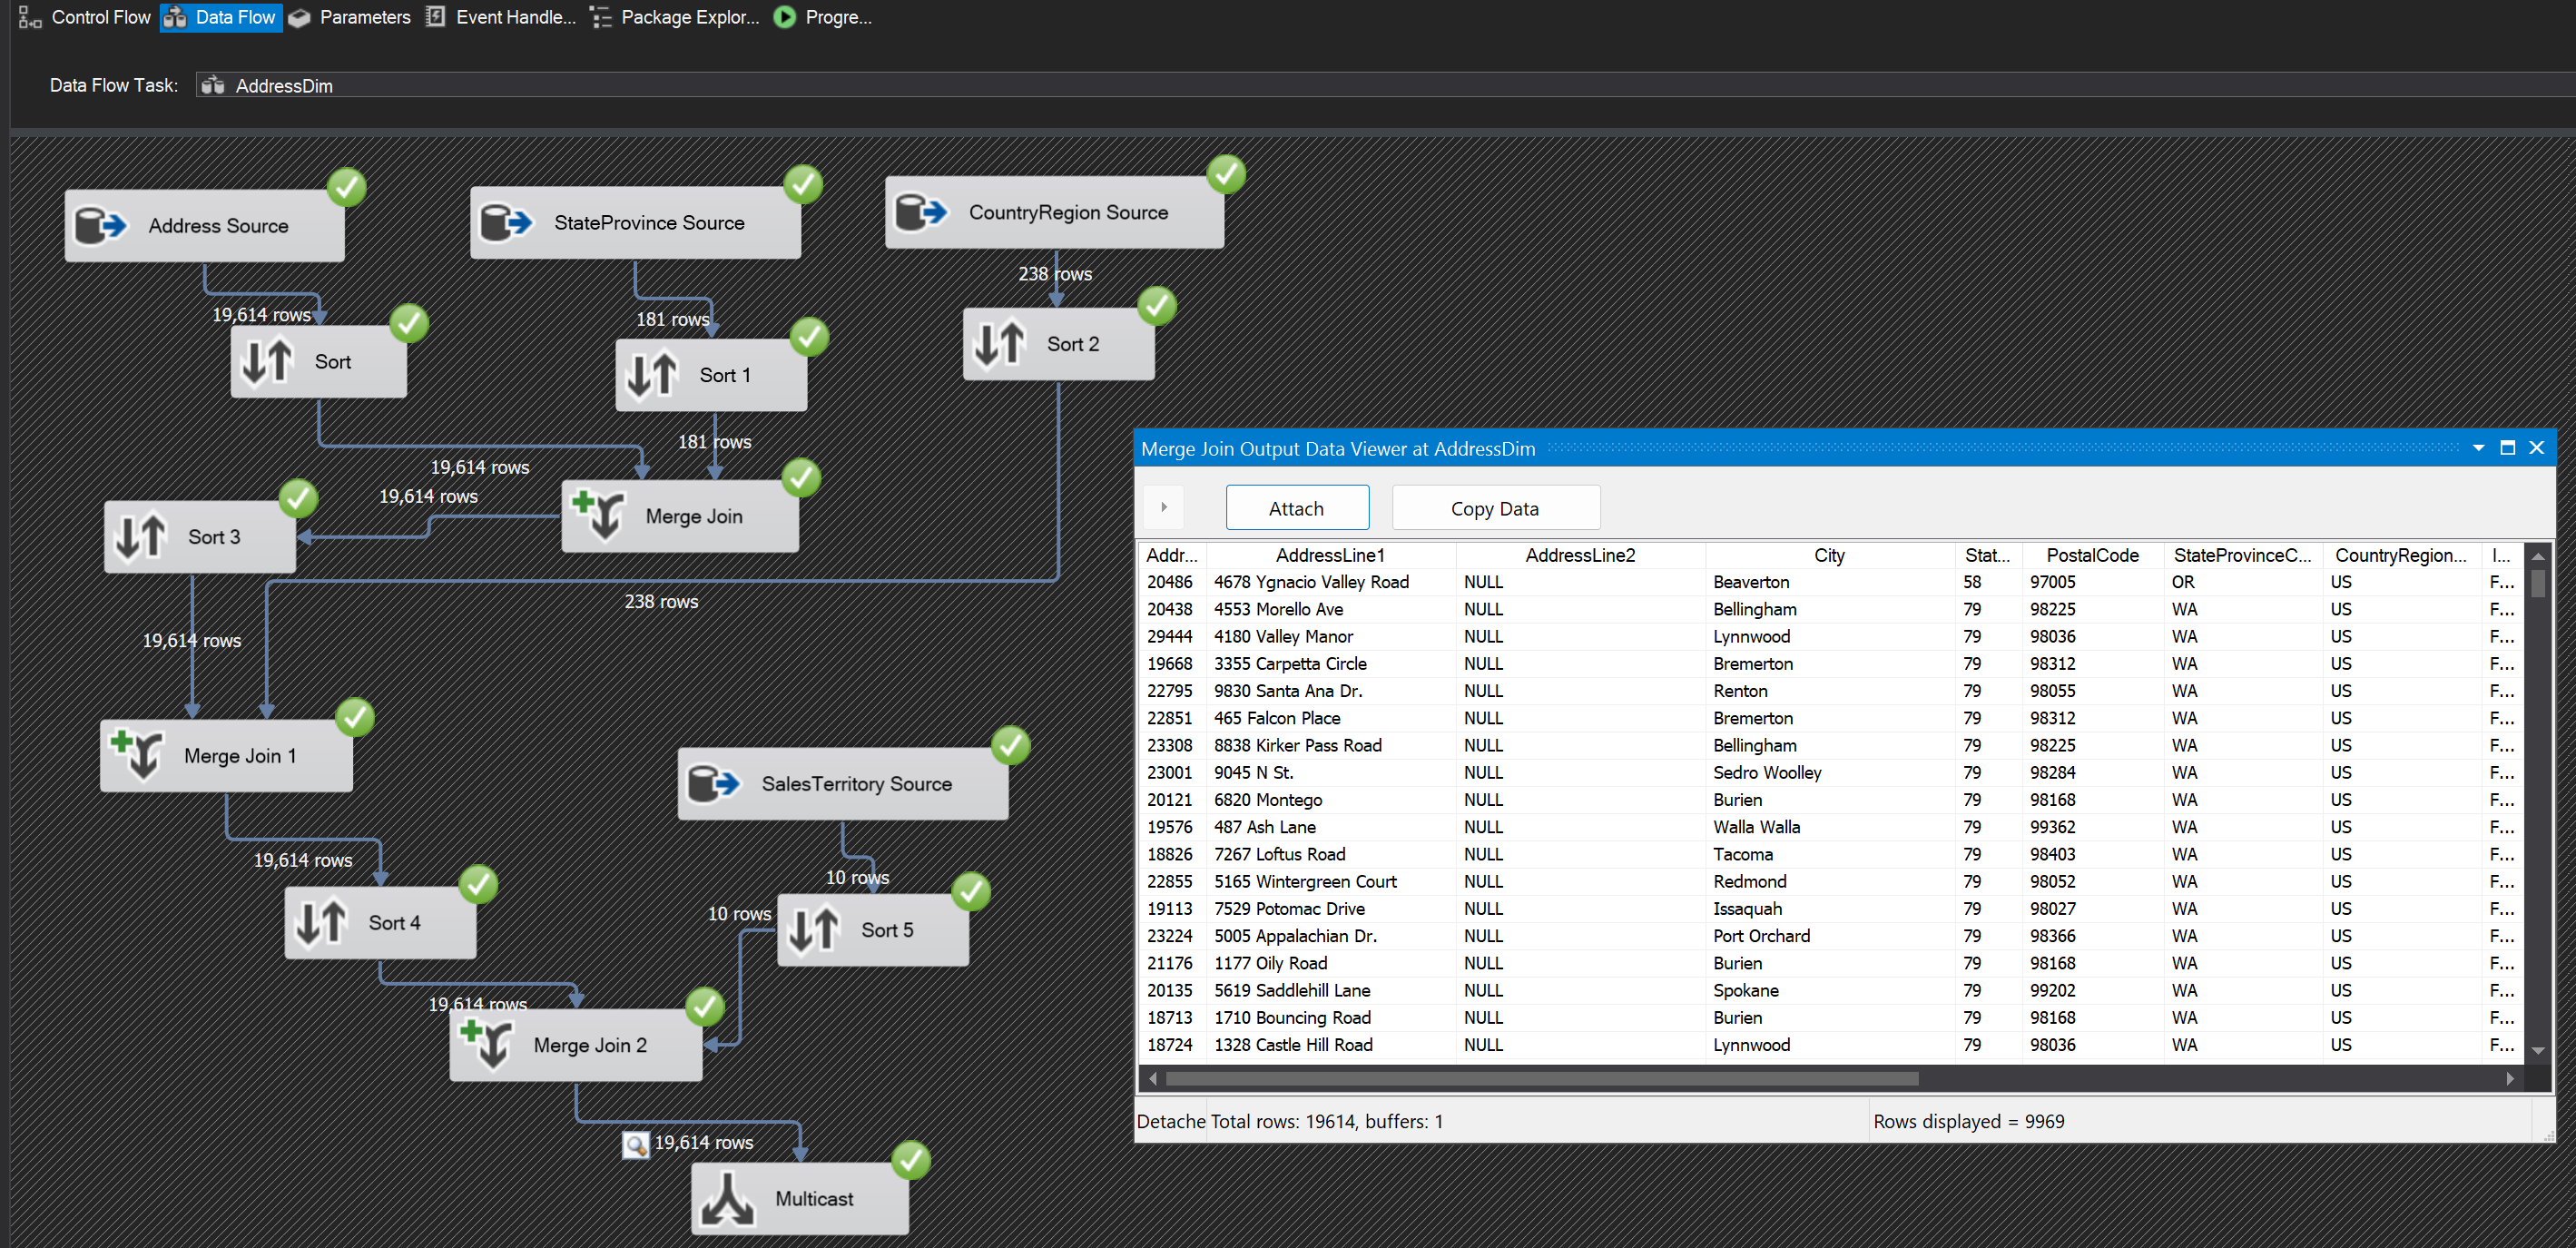 Control Flow Data Flow Parameters Event Handle... Package Explor... Progre...
Data Flow Task: AddressDim
Address Source
StateProvince Source
CountryRegion Source
238 rows
19,614 rows
181 rows
Sort
Sort 1
Sort 2
181 rows
19,614 rows
19,614 rows
Sort 3
Merge Join
238 rows
19,614 rows
Merge Join 1
SalesTerritory Source
19,614 rows
10 rows
10 rows
Sort 4
Sort 5
19,614 rows
Merge Join 2
19,614 rows
Multicast
Merge Join Output Data Viewer at AddressDim
Attach Copy Data
Addr... AddressLine1 AddressLine2 City Stat... PostalCode StateProvinceC... CountryRegion... I...
20486 4678 Ygnacio Valley Road NULL Beaverton 58 97005 OR US F...
20438 4553 Morello Ave NULL Bellingham 79 98225 WA US F...
29444 4180 Valley Manor NULL Lynnwood 79 98036 WA US F...
19668 3355 Carpetta Circle NULL Bremerton 79 98312 WA US F...
22795 9830 Santa Ana Dr. NULL Renton 79 98055 WA US F...
22851 465 Falcon Place NULL Bremerton 79 98312 WA US F...
23308 8838 Kirker Pass Road NULL Bellingham 79 98225 WA US F...
23001 9045 N St. NULL Sedro Woolley 79 98284 WA US F...
20121 6820 Montego NULL Burien 79 98168 WA US F...
19576 487 Ash Lane NULL Walla Walla 79 99362 WA US F...
18826 7267 Loftus Road NULL Tacoma 79 98403 WA US F...
22855 5165 Wintergreen Court NULL Redmond 79 98052 WA US F...
19113 7529 Potomac Drive NULL Issaquah 79 98027 WA US F...
23224 5005 Appalachian Dr. NULL Port Orchard 79 98366 WA US F...
21176 1177 Oily Road NULL Burien 79 98168 WA US F...
20135 5619 Saddlehill Lane NULL Spokane 79 99202 WA US F...
18713 1710 Bouncing Road NULL Burien 79 98168 WA US F...
18724 1328 Castle Hill Road NULL Lynnwood 79 98036 WA US F...
Detache Total rows: 19614, buffers: 1 Rows displayed = 9969